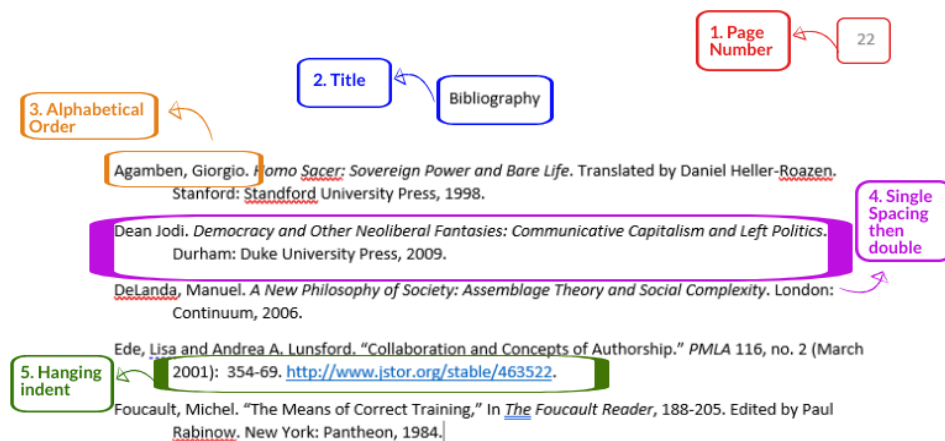 1. Page
Number
22
2. Title
Bibliography
3. Alphabetical
Order
Agamben, Giorgio. Homo Sacer: Sovereign Power and Bare Life. Translated by Daniel Heller-Roazen.
Stanford: Standford University Press, 1998.
4. Single
Spacing
then
double
Dean Jodi. Democracy and Other Neoliberal Fantasies: Communicative Capitalism and Left Politics.
Durham: Duke University Press, 2009.
DeLanda, Manuel. A New Philosophy of Society: Assemblage Theory and Social Complexity. London:
Continuum, 2006.
Ede, Lisa and Andrea A. Lunsford. “Collaboration and Concepts of Authorship.” PMLA 116, no. 2 (March
2001):  354-69. http://www.jstor.org/stable/463522.
5. Hanging
indent
Foucault, Michel. “The Means of Correct Training,” In The Foucault Reader, 188-205. Edited by Paul
Rabinow. New York: Pantheon, 1984.